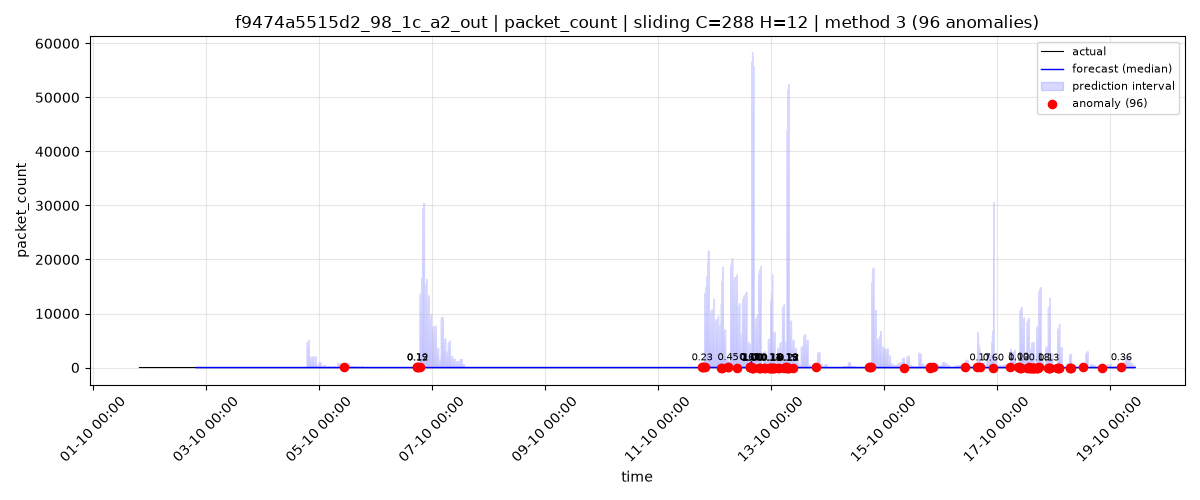 f9474a5515d2_98_1c_a2_out | packet_count | sliding C=288 H=12 | method 3 (96 anomalies)
packet_count
60000
50000
40000
30000
20000
10000
0
actual
forecast (median)
prediction interval
anomaly (96)
0.23
0.45
0.36
01-10 00:00
03-10 00:00
05-10 00:00
07-10 00:00
09-10 00:00
11-10 00:00
13-10 00:00
15-10 00:00
17-10 00:00
19-10 00:00
time